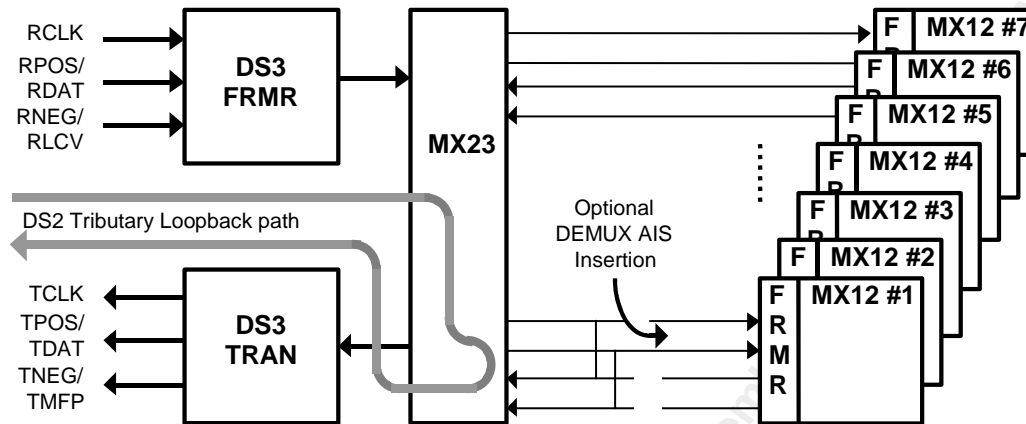 RCLK
RPOS/
RDAT
RNEG/
RLCV
DS3
FRMR
MX23
F
MX12 #7
F
MX12 #6
F
MX12 #5
F
MX12 #4
F
MX12 #3
F
MX12 #2
F
R
M
R
MX12 #1
DS2 Tributary Loopback path
Optional
DEMUX AIS
Insertion
TCLK
TPOS/
TDAT
TNEG/
TMFP
DS3
TRAN